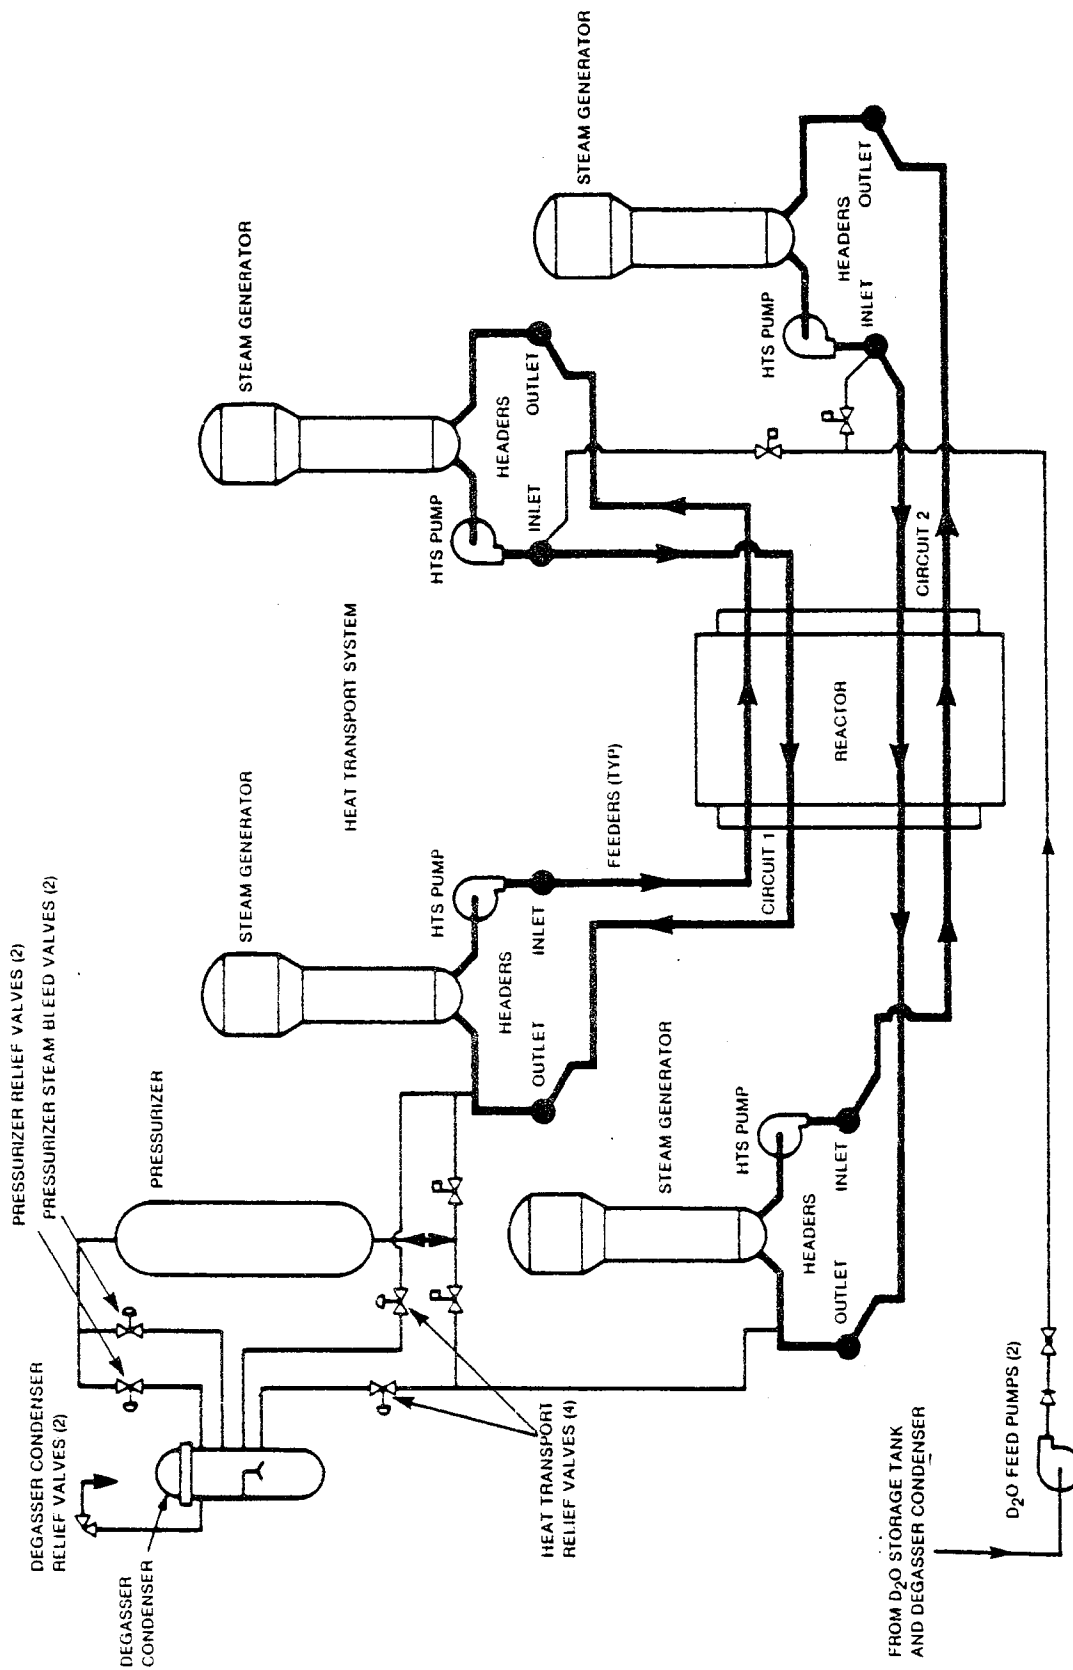 PRESSURIZER RELIEF VALVES (2)
PRESSURIZER STEAM BLEED VALVES (2)
DEGASSER CONDENSER
RELIEF VALVES (2)
DEGASSER
CONDENSER
PRESSURIZER
HEAT TRANSPORT
RELIEF VALVES (4)
STEAM GENERATOR
HEAT TRANSPORT SYSTEM
STEAM GENERATOR
HTS PUMP
HEADERS
OUTLET
INLET
FEEDERS (TYP)
HTS PUMP
HEADERS
INLET
OUTLET
STEAM GENERATOR
HTS PUMP
HEADERS
OUTLET
INLET
STEAM GENERATOR
HTS PUMP
HEADERS
INLET
OUTLET
CIRCUIT 1
REACTOR
CIRCUIT 2
FROM D₂O STORAGE TANK
AND DEGASSER CONDENSER
D₂O FEED PUMPS (2)